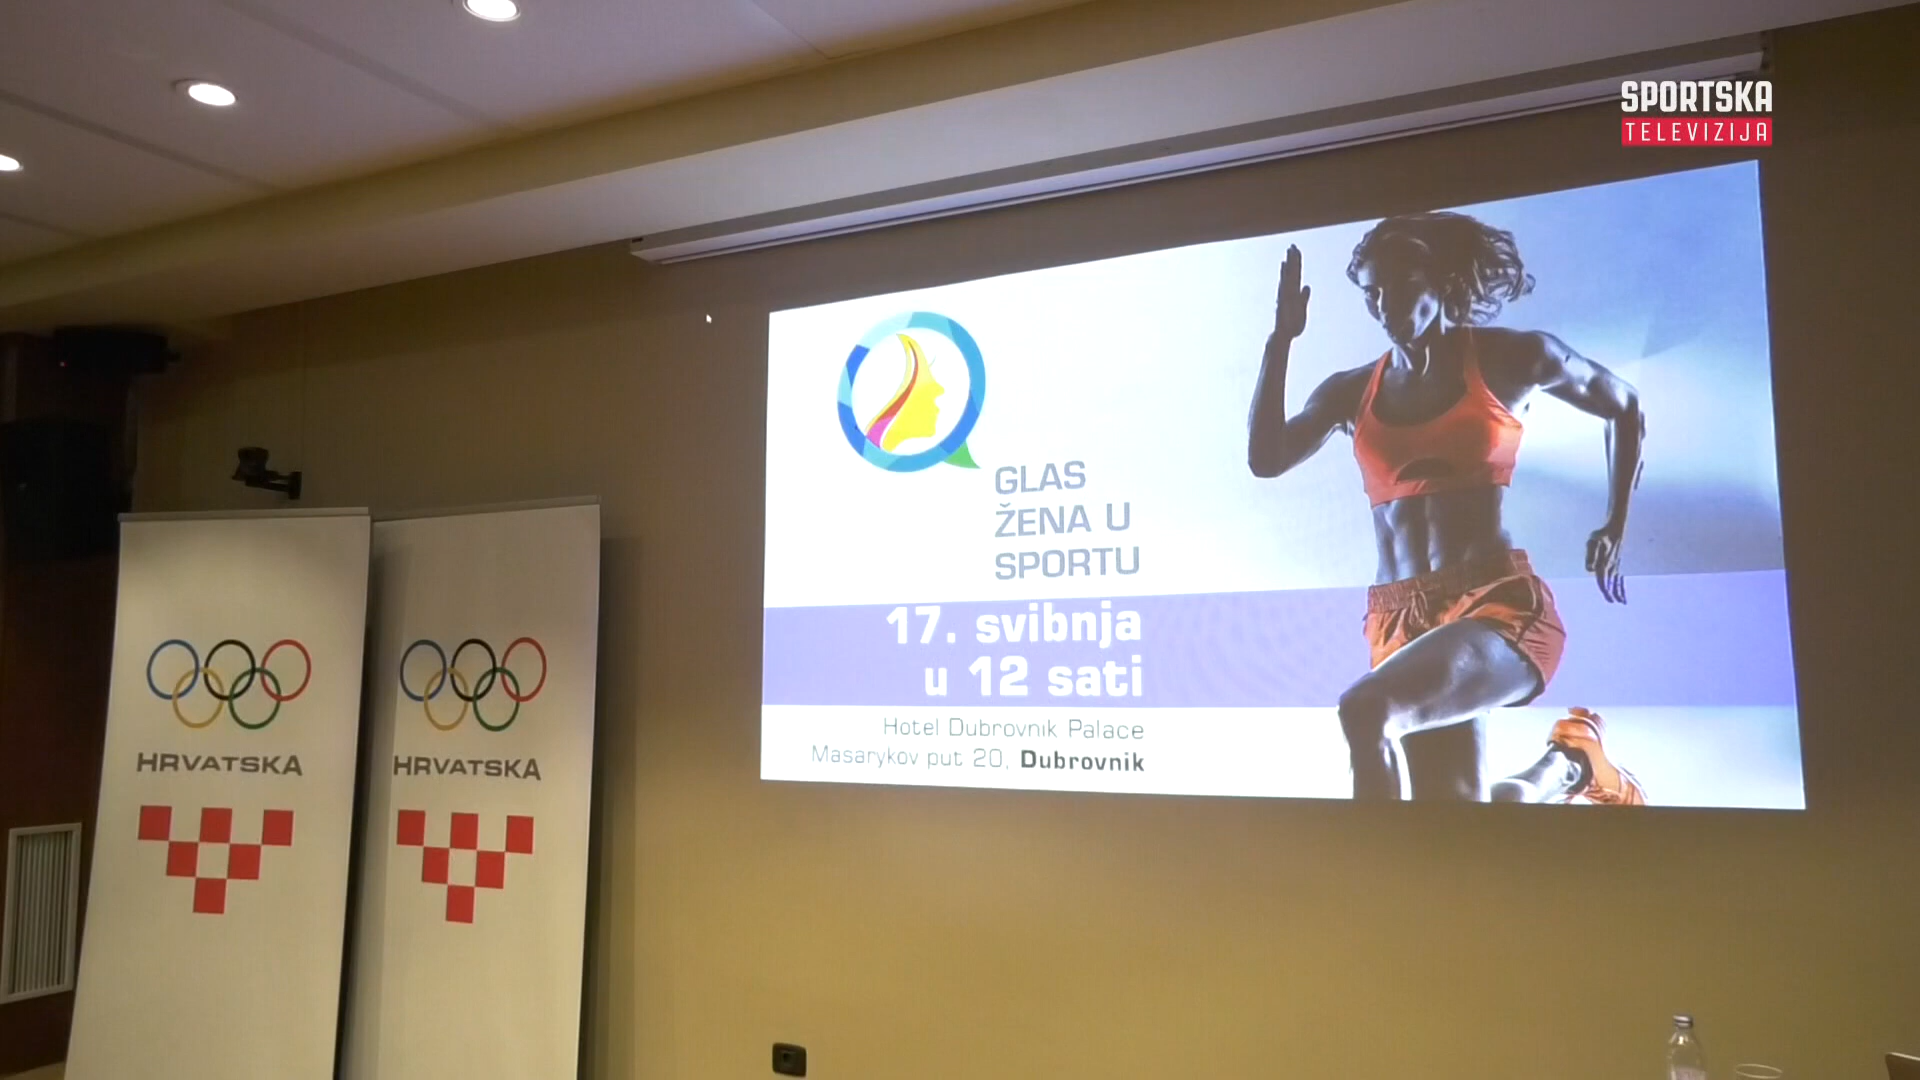 SPORTSKA
TELEVIZIJA
GLAS
ŽENA U
SPORTU
17. svibnja
u 12 sati
Hotel Dubrovnik Palace
Masarykov put 20, Dubrovnik
HRVATSKA
HRVATSKA